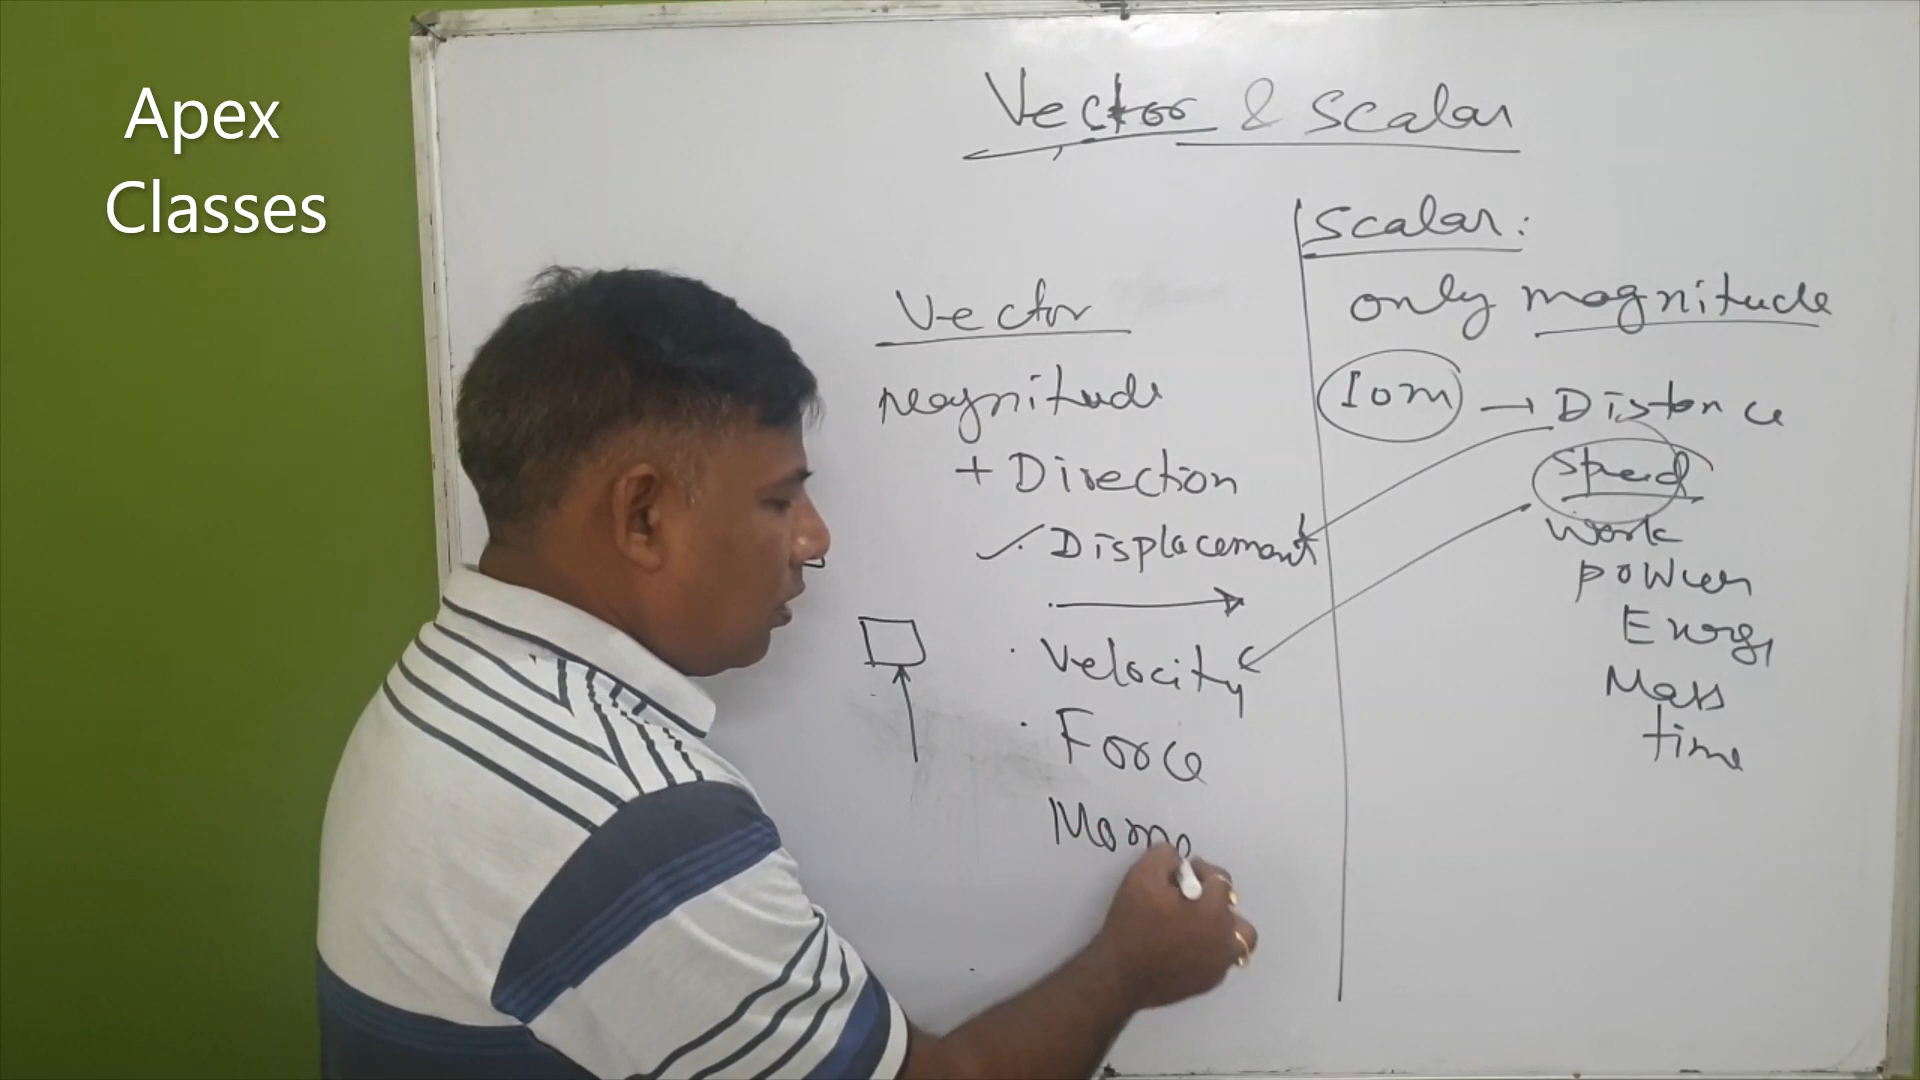 Apex
Classes
Vector & Scalar
Vector
Magnitude
+ Direction
Displacement
Velocity
Force
Mome
Scalar:
only magnitude
10m → Distance
Speed
Work
Power
Energy
Mass
time